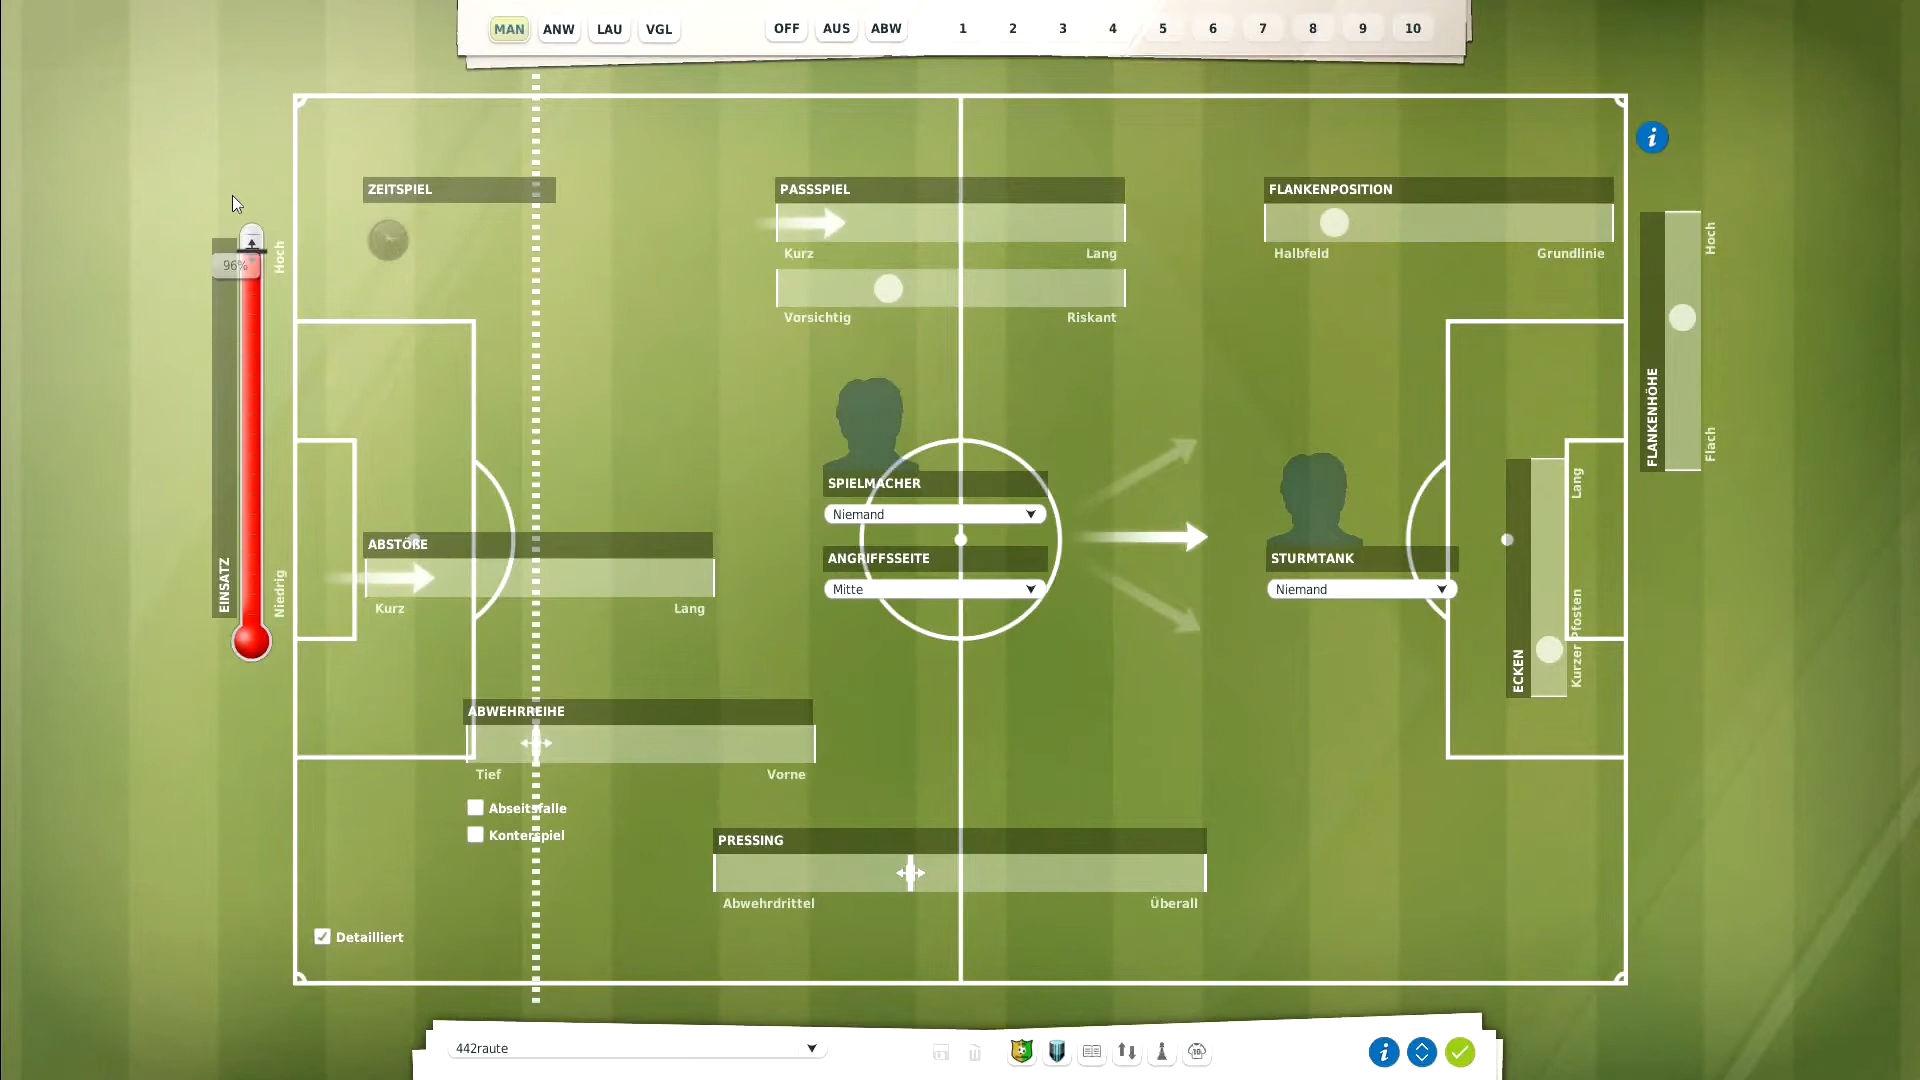 MAN ANW LAU VGL OFF AUS ABW 1 2 3 4 5 6 7 8 9 10
ZEITSPIEL
PASSSPIEL
Kurz Lang
Vorsichtig Riskant
FLANKENPOSITION
Halbfeld Grundlinie
FLANKENHÖHE
Hoch
Flach
96%
EINSATZ
Hoch
Niedrig
SPIELMACHER
Niemand
ANGRIFFSSEITE
Mitte
STURMTANK
Niemand
ABSTÖßE
Kurz Lang
ECKEN
Lang
Kurzer Pfosten
ABWEHRREIHE
Tief Vorne
Abseitsfalle
Konterspiel
PRESSING
Abwehrdrittel Überall
Detailliert
442raute
10